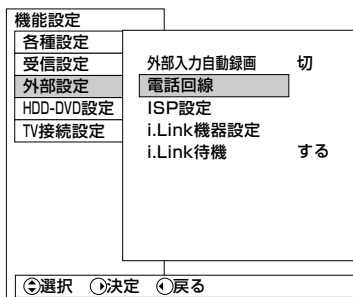 機能設定
各種設定
受信設定
外部設定
HDD-DVD設定
TV接続設定
外部入力自動録画 切
電話回線
ISP設定
i.Link機器設定
i.Link待機 する
選択 決定 戻る